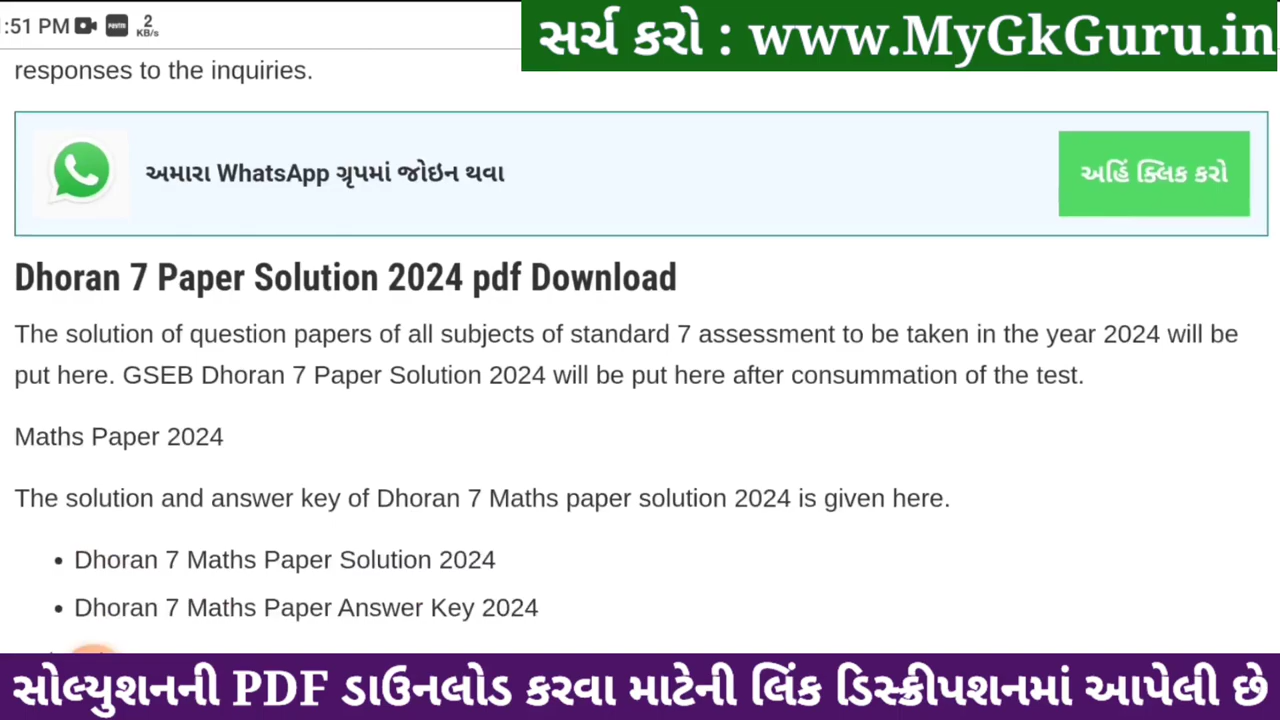 :51 PM paytm 2 KB/s
સર્ચ કરો : www.MyGkGuru.in
responses to the inquiries.
અમારા WhatsApp ગ્રૃપમાં જોઇન થવા
અહિં ક્લિક કરો
Dhoran 7 Paper Solution 2024 pdf Download
The solution of question papers of all subjects of standard 7 assessment to be taken in the year 2024 will be
put here. GSEB Dhoran 7 Paper Solution 2024 will be put here after consummation of the test.
Maths Paper 2024
The solution and answer key of Dhoran 7 Maths paper solution 2024 is given here.
• Dhoran 7 Maths Paper Solution 2024
• Dhoran 7 Maths Paper Answer Key 2024
સોલ્યુશનની PDF ડાઉનલોડ કરવા માટેની લિંક ડિસ્ક્રીપશનમાં આપેલી છે